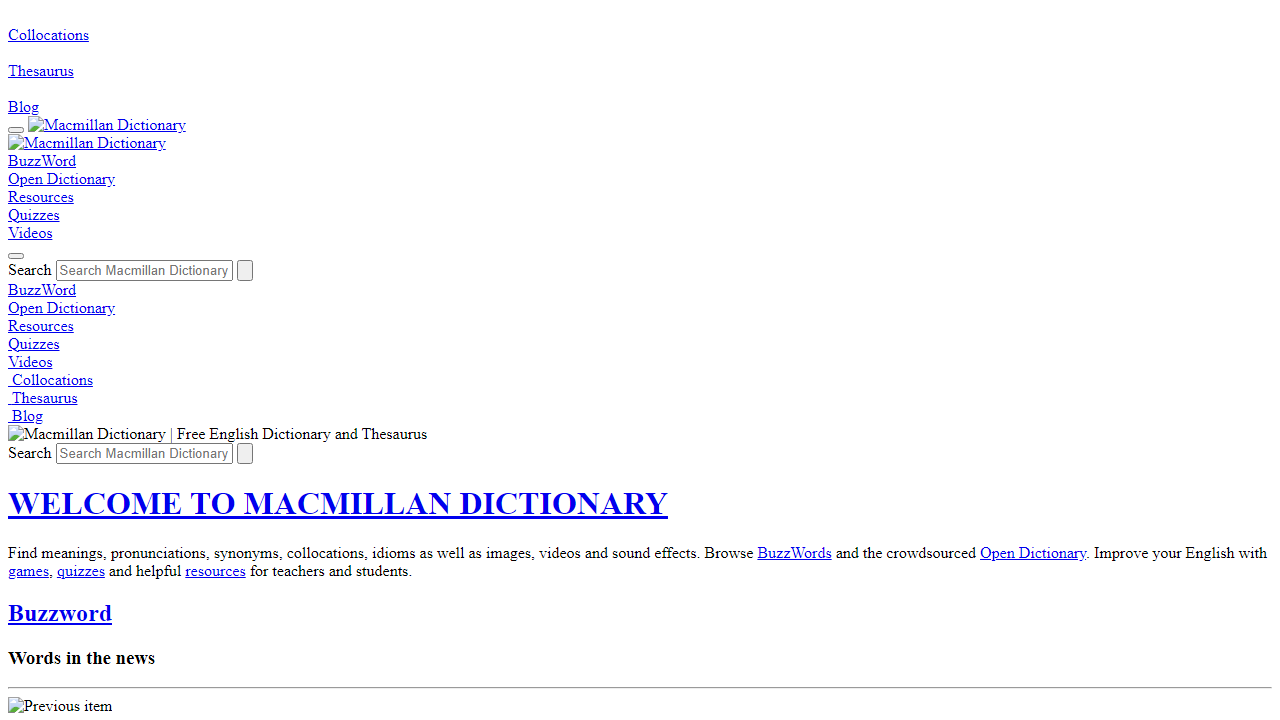 Collocations
Thesaurus
Blog
Macmillan Dictionary
Macmillan Dictionary
BuzzWord
Open Dictionary
Resources
Quizzes
Videos
Search Search Macmillan Dictionary
BuzzWord
Open Dictionary
Resources
Quizzes
Videos
Collocations
Thesaurus
Blog
Macmillan Dictionary | Free English Dictionary and Thesaurus
Search Search Macmillan Dictionary
WELCOME TO MACMILLAN DICTIONARY
Find meanings, pronunciations, synonyms, collocations, idioms as well as images, videos and sound effects. Browse BuzzWords and the crowdsourced Open Dictionary. Improve your English with
games, quizzes and helpful resources for teachers and students.
Buzzword
Words in the news
Previous item